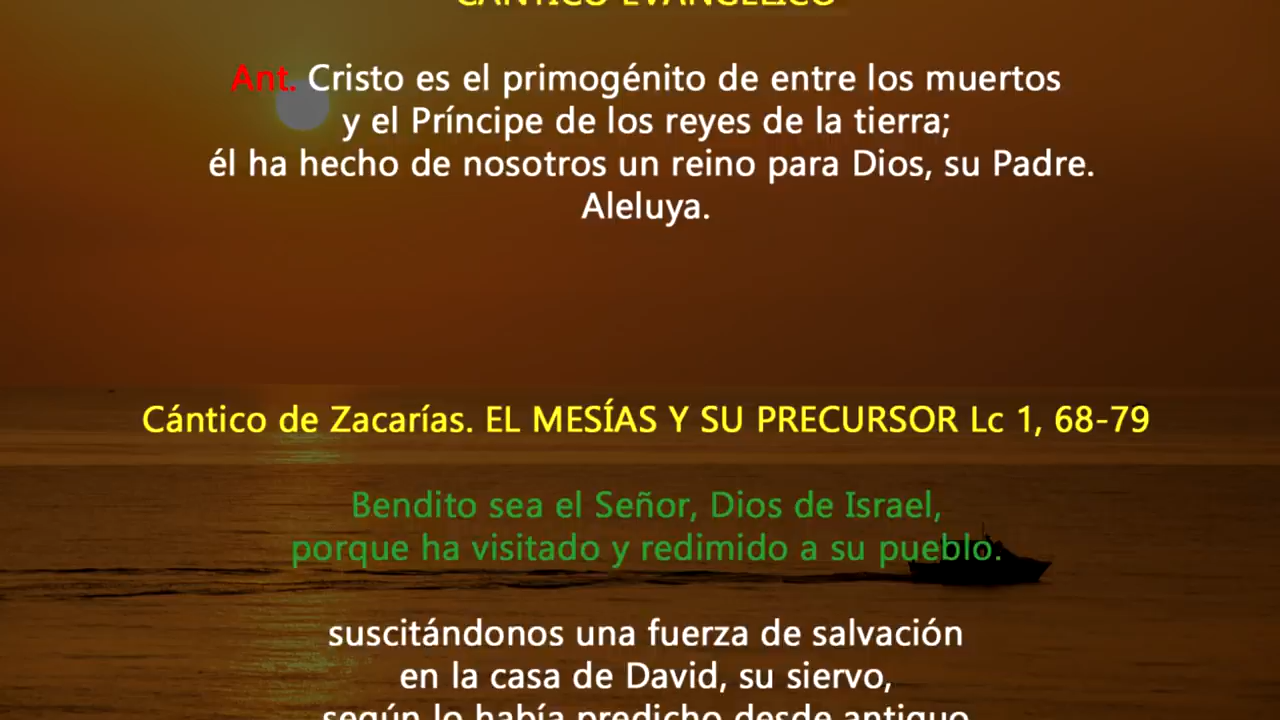 CÁNTICO EVANGÉLICO
Ant. Cristo es el primogénito de entre los muertos
y el Príncipe de los reyes de la tierra;
él ha hecho de nosotros un reino para Dios, su Padre.
Aleluya.
Cántico de Zacarías. EL MESÍAS Y SU PRECURSOR Lc 1, 68-79
Bendito sea el Señor, Dios de Israel,
porque ha visitado y redimido a su pueblo.
suscitándonos una fuerza de salvación
en la casa de David, su siervo,
según lo había predicho desde antiguo